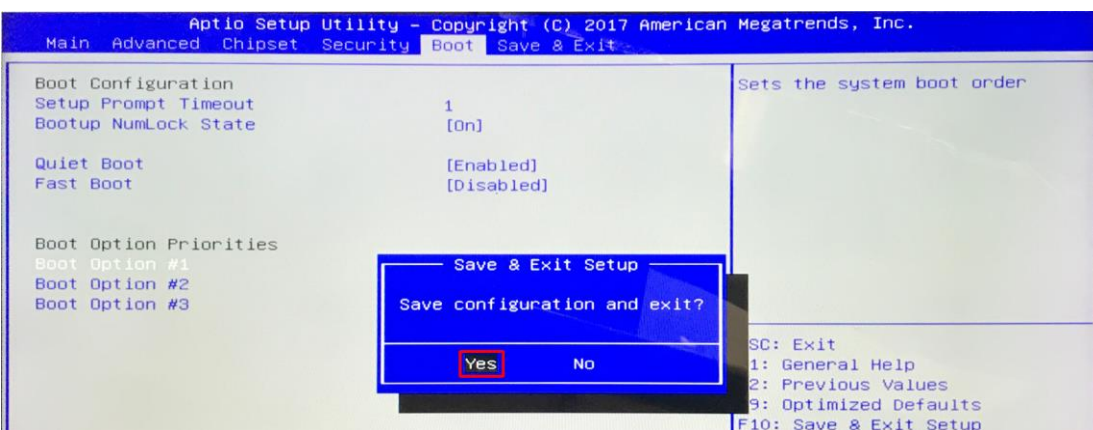 Aptio Setup Utility – Copyright (C) 2017 American Megatrends, Inc.
Main Advanced Chipset Security Boot Save & Exit
Boot Configuration
Setup Prompt Timeout 1
Bootup NumLock State [On]
Quiet Boot [Enabled]
Fast Boot [Disabled]
Boot Option Priorities
Boot Option #1
Boot Option #2
Boot Option #3
Save & Exit Setup
Save configuration and exit?
Yes No
Sets the system boot order
SC: Exit
1: General Help
2: Previous Values
9: Optimized Defaults
F10: Save & Exit Setup